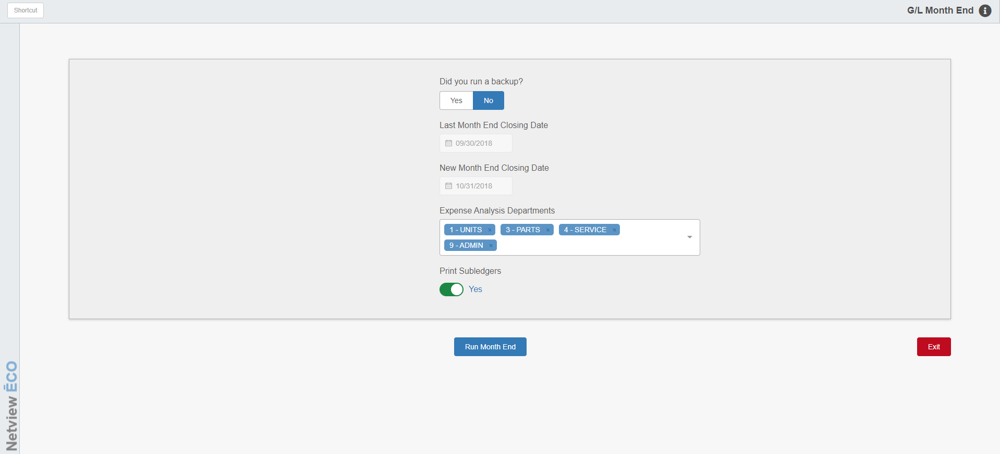 Shortcut
G/L Month End
Did you run a backup?
Yes No
Last Month End Closing Date
09/30/2018
New Month End Closing Date
10/31/2018
Expense Analysis Departments
1 - UNITS × 3 - PARTS × 4 - SERVICE ×
9 - ADMIN ×
Print Subledgers
Yes
Run Month End
Exit
Netview ĒCO